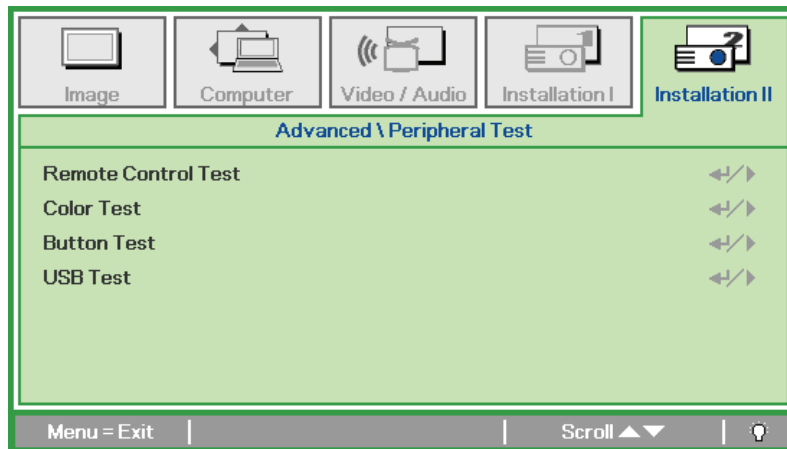 Image Computer Video / Audio Installation I Installation II
Advanced \ Peripheral Test
Remote Control Test
Color Test
Button Test
USB Test
Menu = Exit Scroll ▲▼